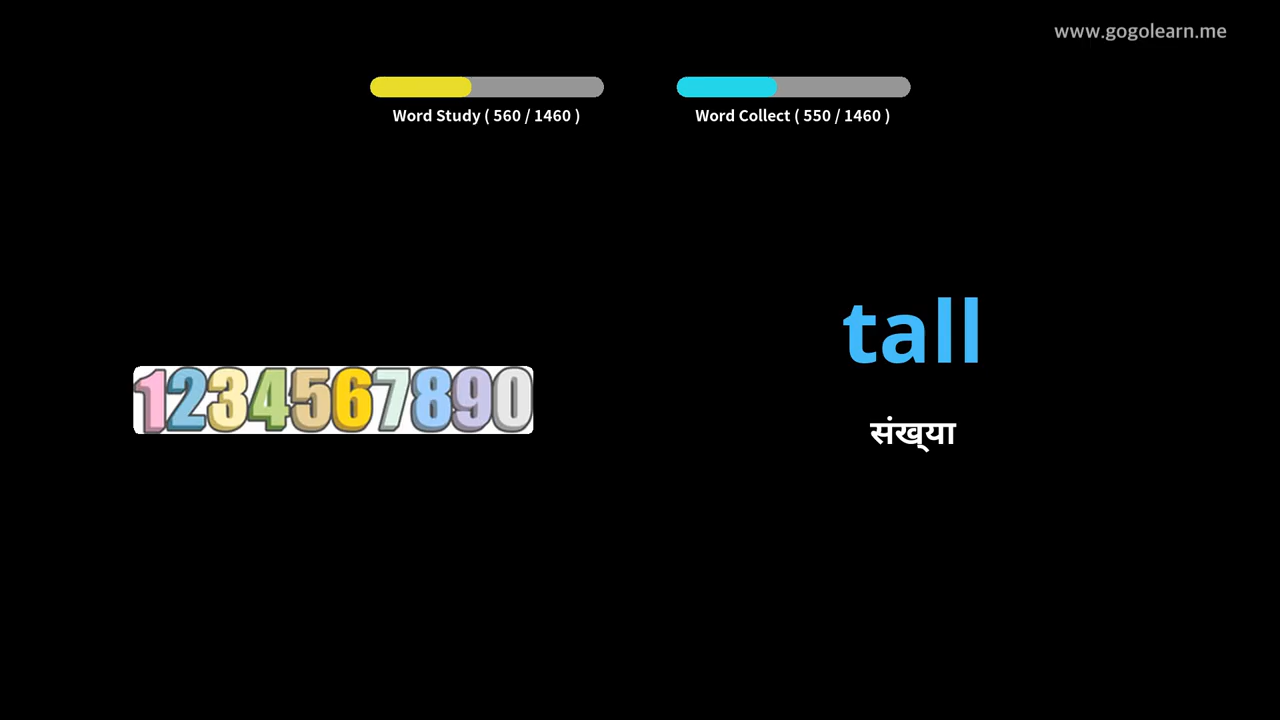 www.gogolearn.me
Word Study ( 560 / 1460 )
Word Collect ( 550 / 1460 )
tall
1234567890
संख्या